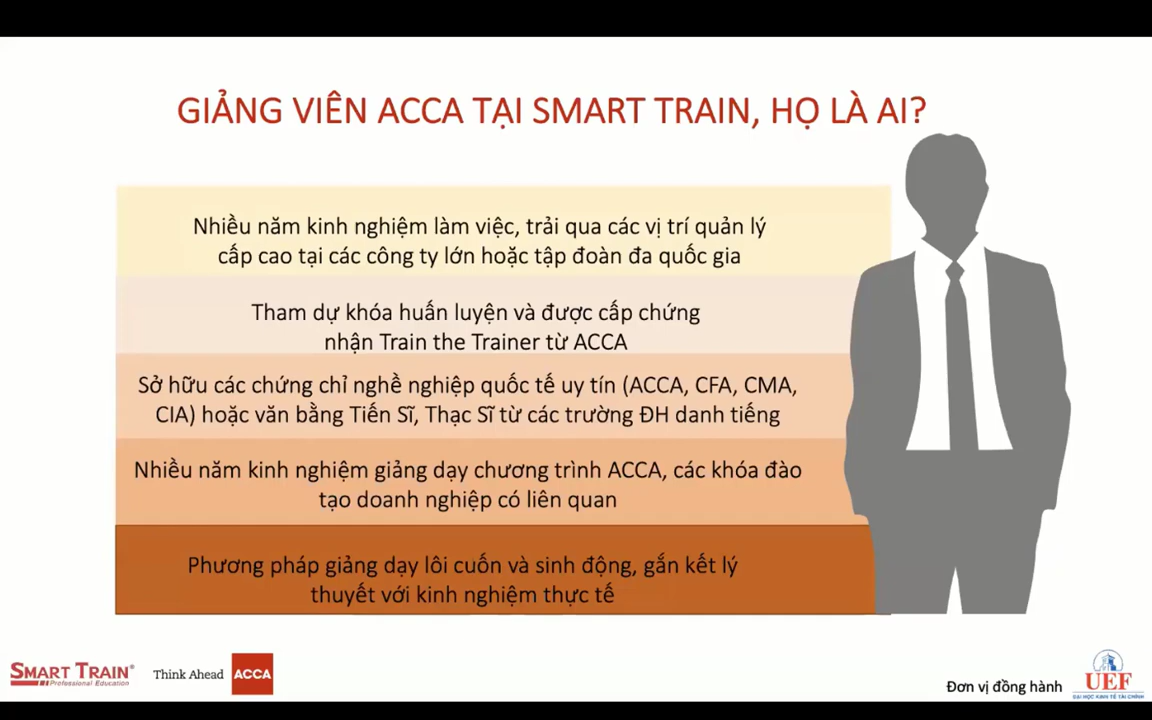 GIẢNG VIÊN ACCA TẠI SMART TRAIN, HỌ LÀ AI?
Nhiều năm kinh nghiệm làm việc, trải qua các vị trí quản lý
cấp cao tại các công ty lớn hoặc tập đoàn đa quốc gia
Tham dự khóa huấn luyện và được cấp chứng
nhận Train the Trainer từ ACCA
Sở hữu các chứng chỉ nghề nghiệp quốc tế uy tín (ACCA, CFA, CMA,
CIA) hoặc văn bằng Tiến Sĩ, Thạc Sĩ từ các trường ĐH danh tiếng
Nhiều năm kinh nghiệm giảng dạy chương trình ACCA, các khóa đào
tạo doanh nghiệp có liên quan
Phương pháp giảng dạy lôi cuốn và sinh động, gắn kết lý
thuyết với kinh nghiệm thực tế
SMART TRAIN®
Professional Education
Think Ahead ACCA
Đơn vị đồng hành
UEF
ĐẠI HỌC KINH TẾ TÀI CHÍNH